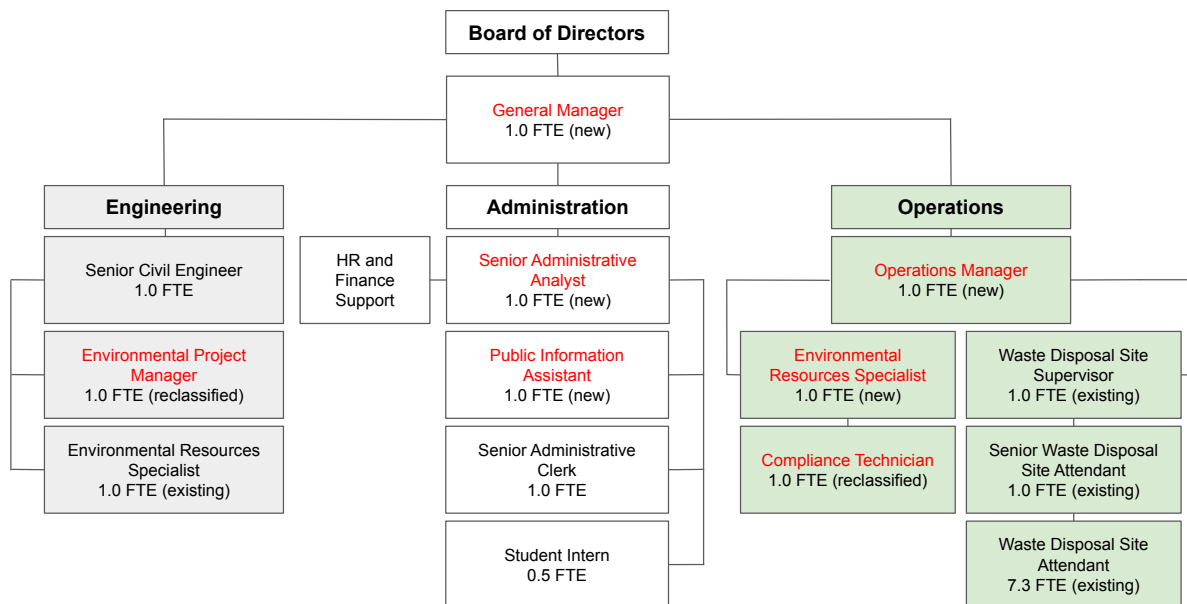 Board of Directors
General Manager
1.0 FTE (new)
Engineering
Senior Civil Engineer
1.0 FTE
Environmental Project
Manager
1.0 FTE (reclassified)
Environmental Resources
Specialist
1.0 FTE (existing)
Administration
HR and
Finance
Support
Senior Administrative
Analyst
1.0 FTE (new)
Public Information
Assistant
1.0 FTE (new)
Senior Administrative
Clerk
1.0 FTE
Student Intern
0.5 FTE
Operations
Operations Manager
1.0 FTE (new)
Environmental
Resources Specialist
1.0 FTE (new)
Compliance Technician
1.0 FTE (reclassified)
Waste Disposal Site
Supervisor
1.0 FTE (existing)
Senior Waste Disposal
Site Attendant
1.0 FTE (existing)
Waste Disposal Site
Attendant
7.3 FTE (existing)